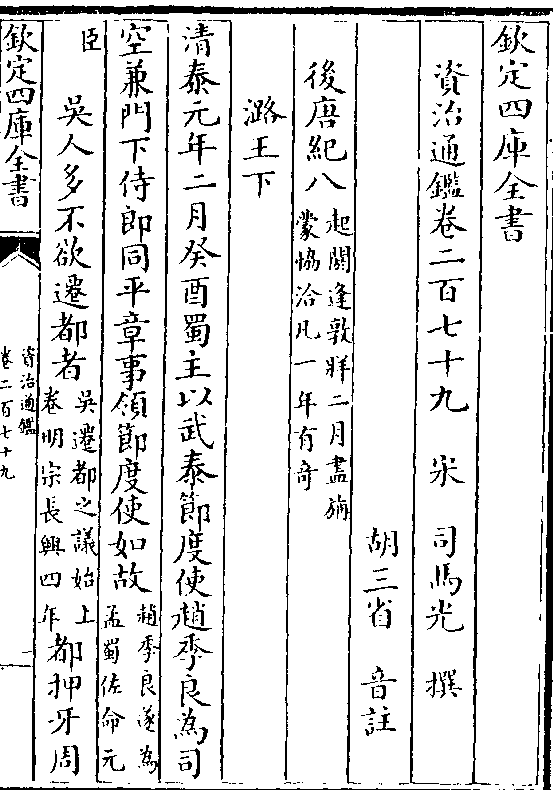 欽定四庫全書
資治通鑑卷二百七十九 宋 司馬光 撰
胡三省 音註
後唐紀八起閼逢敦牂二月盡旃蒙協洽凡一年有奇
潞王下
清泰元年二月癸酉蜀主以武泰節度使趙季良為司
空兼門下侍郎同平章事領節度使如故趙季良遂為孟蜀佐命元
臣 吳人多不欲遷都者吳遷都之議始上卷明宗長興四年都押牙周
欽定四庫全書
資治通鑑
卷二百七十九
一